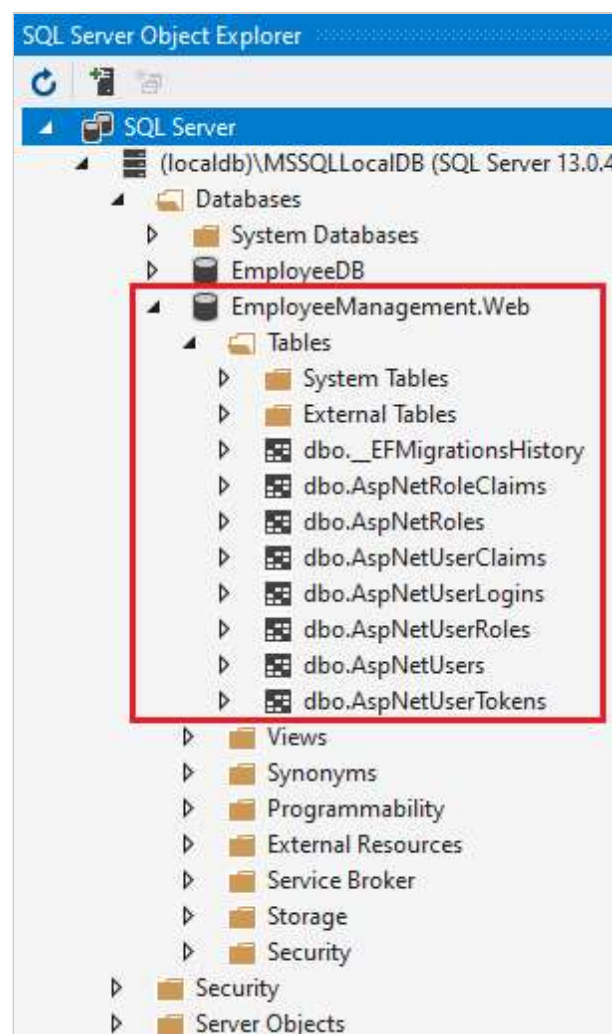 SQL Server Object Explorer
SQL Server
(localdb)\MSSQLLocalDB (SQL Server 13.0.4
Databases
System Databases
EmployeeDB
EmployeeManagement.Web
Tables
System Tables
External Tables
dbo.__EFMigrationsHistory
dbo.AspNetRoleClaims
dbo.AspNetRoles
dbo.AspNetUserClaims
dbo.AspNetUserLogins
dbo.AspNetUserRoles
dbo.AspNetUsers
dbo.AspNetUserTokens
Views
Synonyms
Programmability
External Resources
Service Broker
Storage
Security
Security
Server Objects